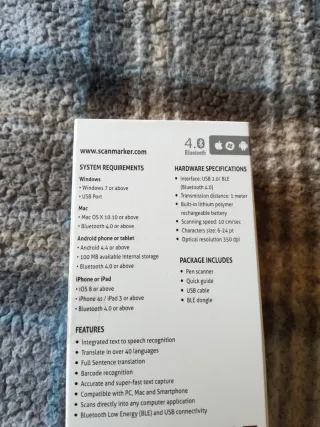 www.scanmarker.com
4.0
Bluetooth
SYSTEM REQUIREMENTS
Windows
• Windows 7 or above
• USB Port
Mac
• Mac OS X 10.10 or above
• Bluetooth 4.0 or above
Android phone or tablet
• Android 4.4 or above
• 100 MB available internal storage
• Bluetooth 4.0 or above
iPhone or iPad
• iOS 8 or above
• iPhone 4s / iPad 3 or above
• Bluetooth 4.0 or above
HARDWARE SPECIFICATIONS
• Interface: USB 1.0/ BLE
(Bluetooth 4.0)
• Transmission distance: 1 meter
• Built-in lithium polymer
rechargeable battery
• Scanning speed: 10 cm/sec
• Characters size: 6-24 pt
• Optical resolution 350 dpi
PACKAGE INCLUDES
• Pen scanner
• Quick guide
• USB cable
• BLE dongle
FEATURES
• Integrated text to speech recognition
• Translate in over 40 languages
• Full Sentence translation
• Barcode recognition
• Accurate and super-fast text capture
• Compatible with PC, Mac and Smartphone
• Scans directly into any computer application
• Bluetooth Low Energy (BLE) and USB connectivity